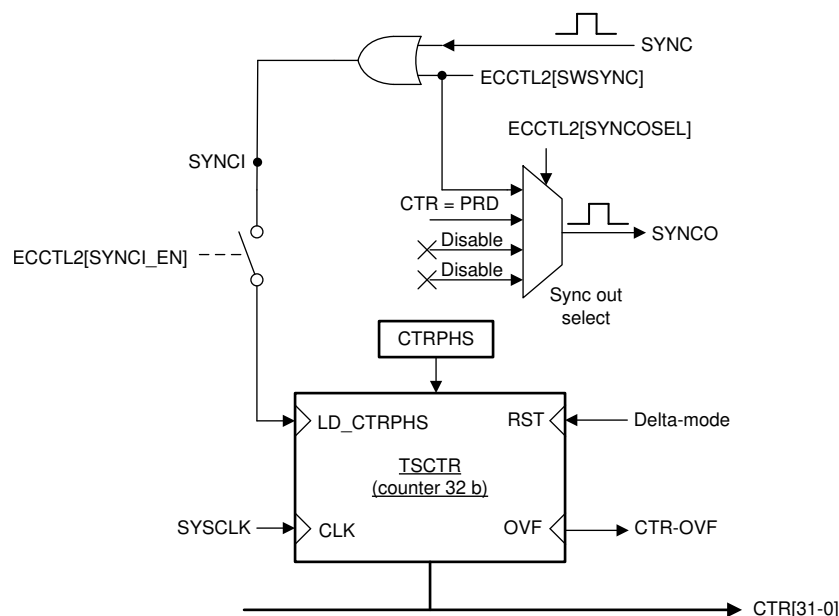 SYNC
ECCTL2[SWSYNC]
ECCTL2[SYNCOSEL]
SYNCI
CTR = PRD
SYNCO
Disable
ECCTL2[SYNCI_EN]
Disable
Sync out
select
CTRPHS
LD_CTRPHS
RST
Delta-mode
TSCTR
(counter 32 b)
SYSCLK
CLK
OVF
CTR-OVF
CTR[31-0]